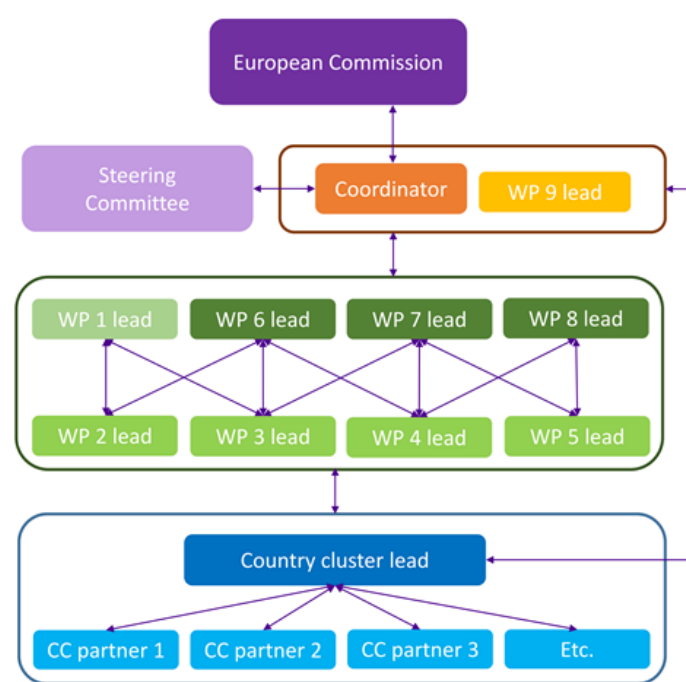 European Commission
Steering
Committee
Coordinator
WP 9 lead
WP 1 lead
WP 6 lead
WP 7 lead
WP 8 lead
WP 2 lead
WP 3 lead
WP 4 lead
WP 5 lead
Country cluster lead
CC partner 1
CC partner 2
CC partner 3
Etc.